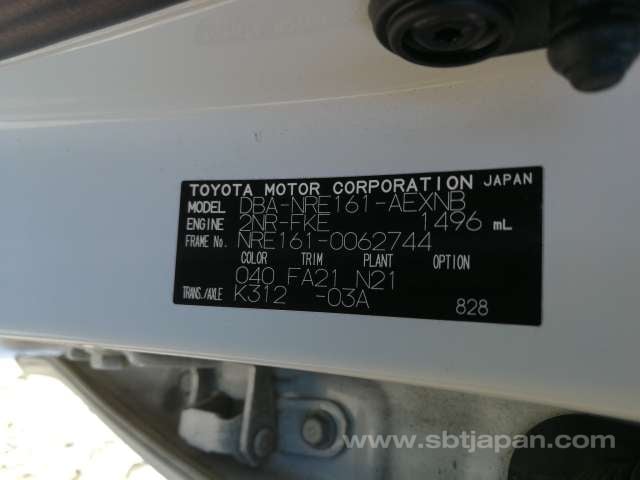 TOYOTA MOTOR CORPORATION JAPAN
MODEL DBA-NRE161-AEXNB
ENGINE 2NR-FKE 1496 mL
FRAME No. NRE161-0062744
COLOR TRIM PLANT OPTION
040 FA21 N21
TRANS./AXLE K312 -03A
828
www.sbtjapan.com